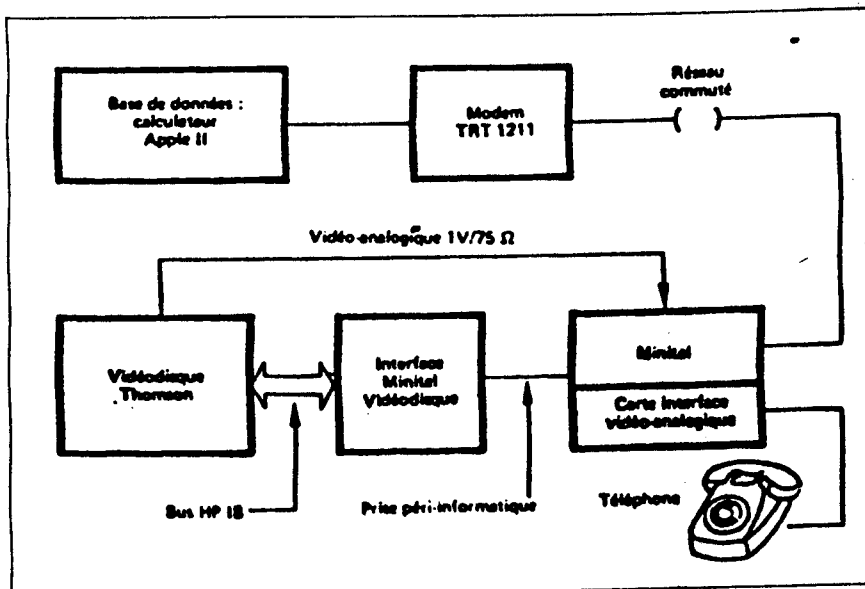 Base de données :
calculateur
Apple II
Modem
TRT 1211
Réseau
commuté
Vidéo-analogique 1V/75 Ω
Vidéodisque
Thomson
Interface
Minitel
Vidéodisque
Minitel
Carte Interface
vidéo-analogique
Bus HP IB
Prise péri-informatique
Téléphone